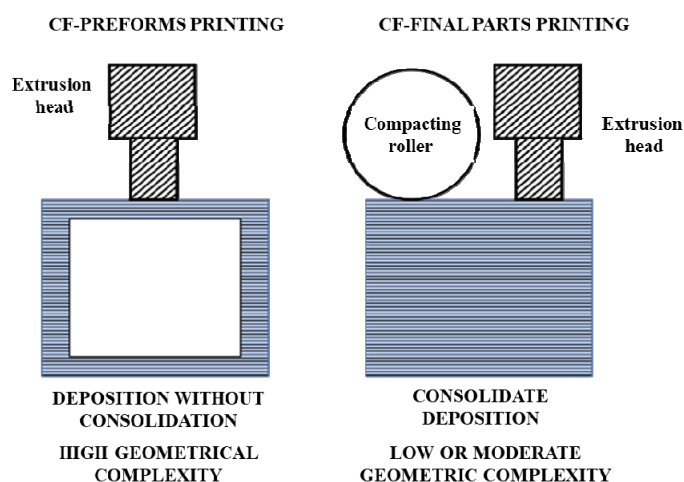 CF-PREFORMS PRINTING
Extrusion
head
DEPOSITION WITHOUT
CONSOLIDATION
HIGH GEOMETRICAL
COMPLEXITY
CF-FINAL PARTS PRINTING
Compacting
roller
Extrusion
head
CONSOLIDATE
DEPOSITION
LOW OR MODERATE
GEOMETRIC COMPLEXITY